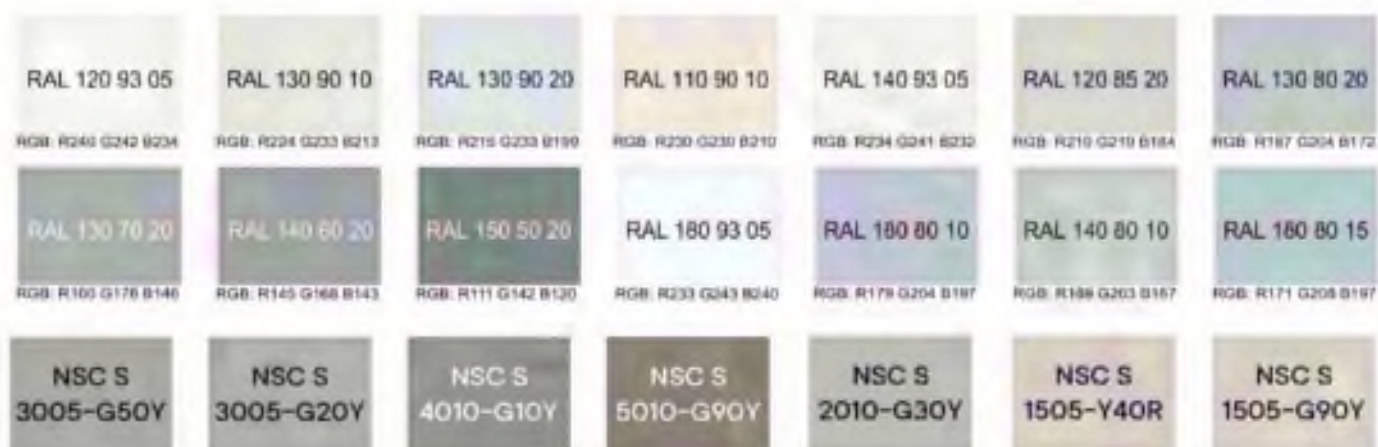 RAL 120 93 05
RAL 130 90 10
RAL 130 90 20
RAL 110 90 10
RAL 140 93 05
RAL 120 85 20
RAL 130 80 20
RGB: R240 G242 B234
RGB: R224 G233 B213
RGB: R215 G233 B199
RGB: R230 G230 B210
RGB: R234 G241 B232
RGB: R210 G219 B184
RGB: R187 G204 B172
RAL 130 70 20
RAL 140 60 20
RAL 150 50 20
RAL 180 93 05
RAL 180 80 10
RAL 140 80 10
RAL 180 80 15
RGB: R160 G176 B146
RGB: R145 G168 B143
RGB: R111 G142 B120
RGB: R233 G243 B240
RGB: R179 G204 B197
RGB: G203
RGB: R171 G208 B197
NSC S
3005-G50Y
NSC S
3005-G20Y
NSC S
4010-G10Y
NSC S
5010-G90Y
NSC S
2010-G30Y
NSC S
1505-Y40R
NSC S
1505-G90Y